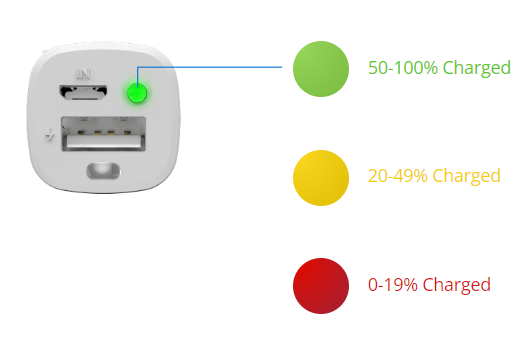 IN
50-100% Charged
20-49% Charged
0-19% Charged